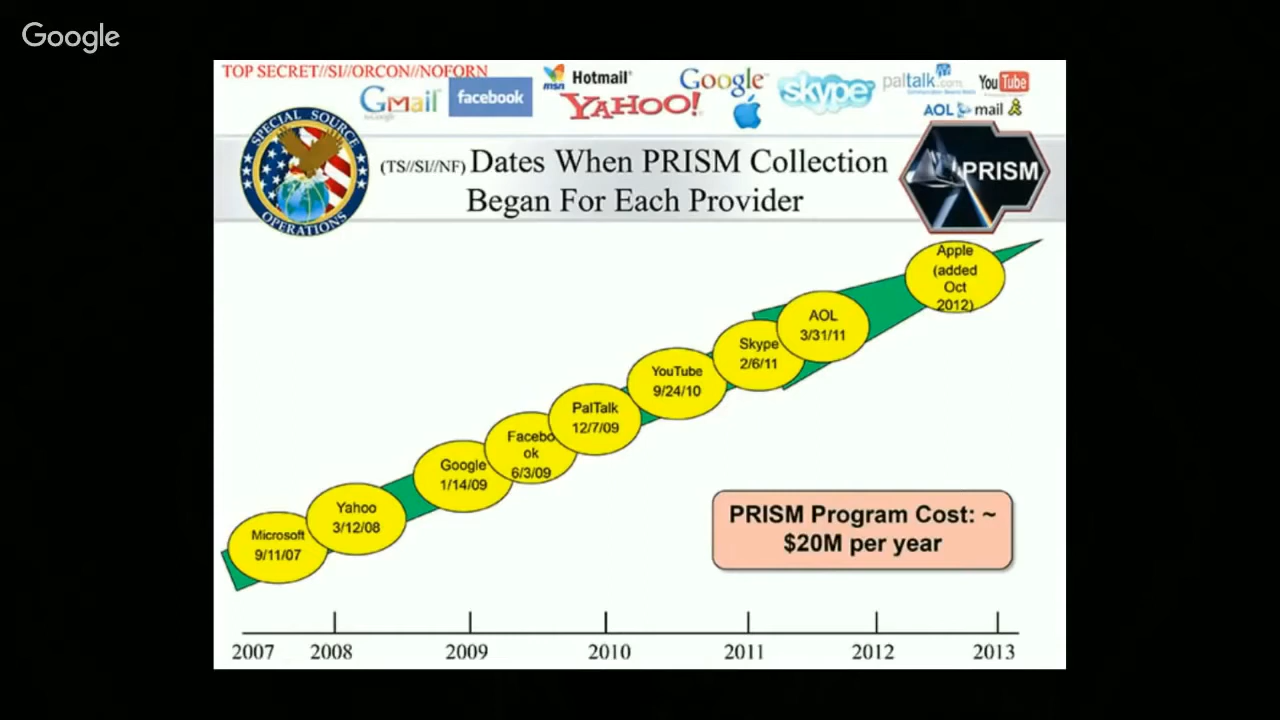 Google
TOP SECRET//SI//ORCON//NOFORN
Gmail
facebook
msn
Hotmail
YAHOO!
Google
skype
paltalk.com
YouTube
AOL mail
SPECIAL SOURCE
OPERATIONS
(TS//SI//NF) Dates When PRISM Collection
Began For Each Provider
PRISM
Apple
(added
Oct
2012)
AOL
3/31/11
Skype
2/6/11
YouTube
9/24/10
PalTalk
12/7/09
Facebo
ok
6/3/09
Google
1/14/09
Yahoo
3/12/08
Microsoft
9/11/07
PRISM Program Cost: ~
$20M per year
2007 2008 2009 2010 2011 2012 2013